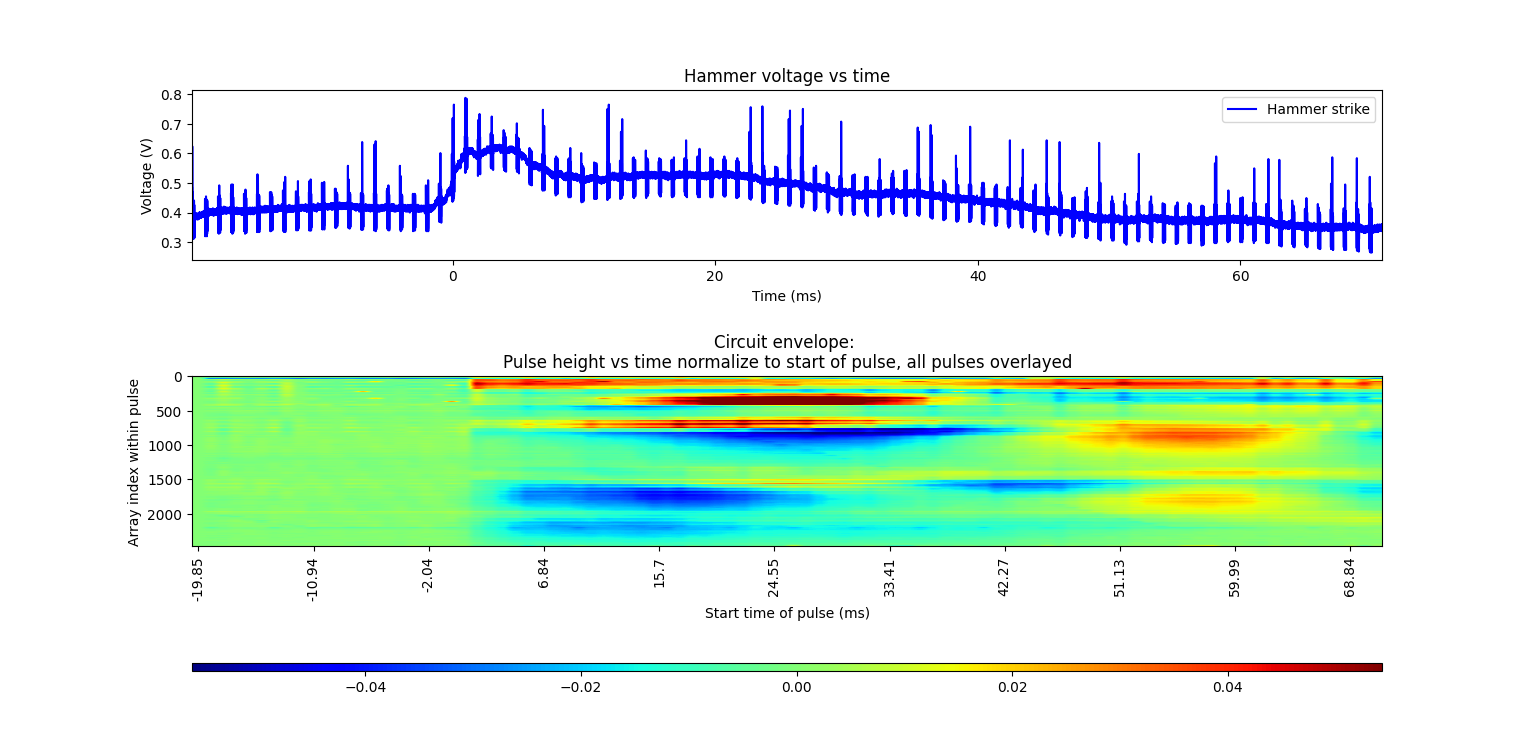 Hammer voltage vs time
Hammer strike
Voltage (V)
0.8
0.7
0.6
0.5
0.4
0.3
0 20 40 60
Time (ms)
Circuit envelope:
Pulse height vs time normalize to start of pulse, all pulses overlayed
Array index within pulse
0
500
1000
1500
2000
-19.85 -10.94 -2.04 6.84 15.7 24.55 33.41 42.27 51.13 59.99 68.84
Start time of pulse (ms)
−0.04 −0.02 0.00 0.02 0.04